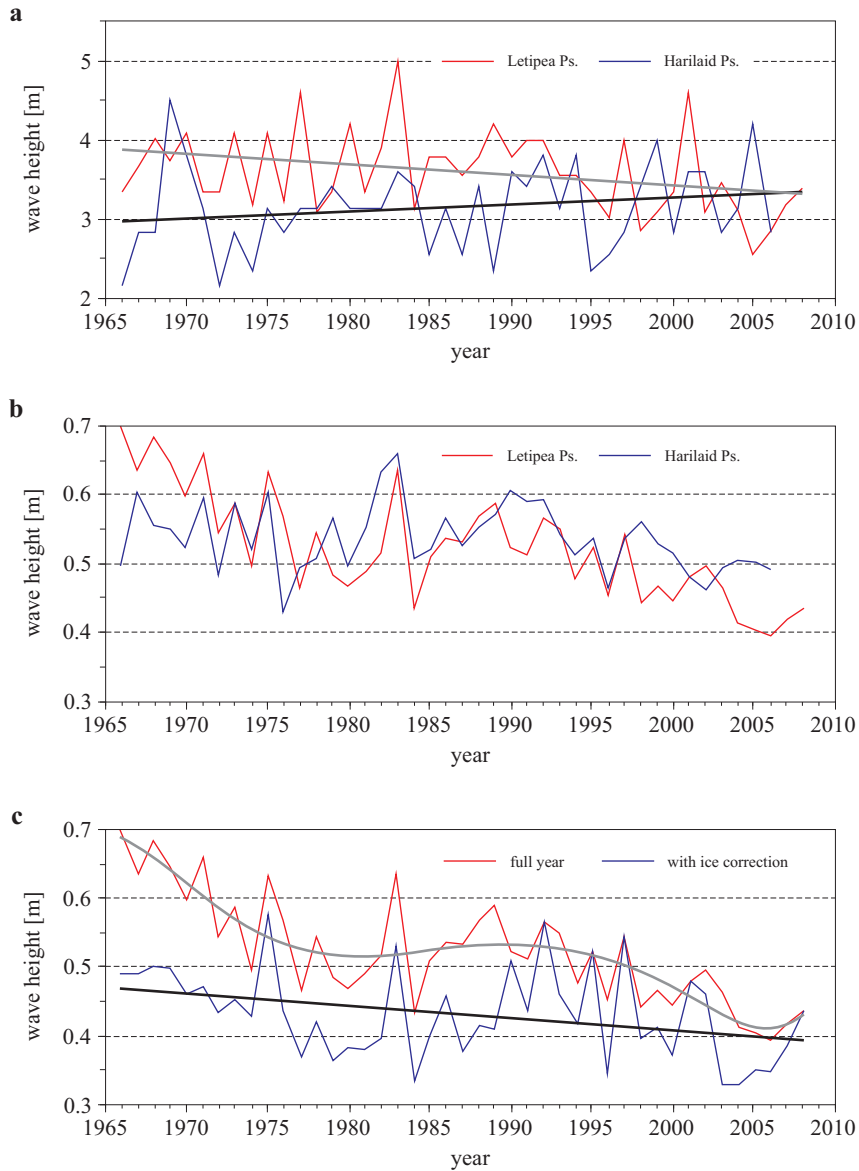 a
Letipea Ps. Harilaid Ps.
wave height [m]
5
4
3
2
1965 1970 1975 1980 1985 1990 1995 2000 2005 2010
year
b
Letipea Ps. Harilaid Ps.
wave height [m]
0.7
0.6
0.5
0.4
0.3
1965 1970 1975 1980 1985 1990 1995 2000 2005 2010
year
c
full year with ice correction
wave height [m]
0.7
0.6
0.5
0.4
0.3
1965 1970 1975 1980 1985 1990 1995 2000 2005 2010
year